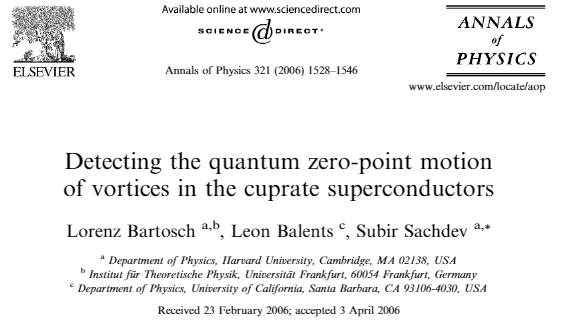 Available online at www.sciencedirect.com
SCIENCE DIRECT®
ELSEVIER
Annals of Physics 321 (2006) 1528–1546
ANNALS
of
PHYSICS
www.elsevier.com/locate/aop
Detecting the quantum zero-point motion
of vortices in the cuprate superconductors
Lorenz Bartosch a,b, Leon Balents c, Subir Sachdev a,*
a Department of Physics, Harvard University, Cambridge, MA 02138, USA
b Institut für Theoretische Physik, Universität Frankfurt, 60054 Frankfurt, Germany
c Department of Physics, University of California, Santa Barbara, CA 93106-4030, USA
Received 23 February 2006; accepted 3 April 2006